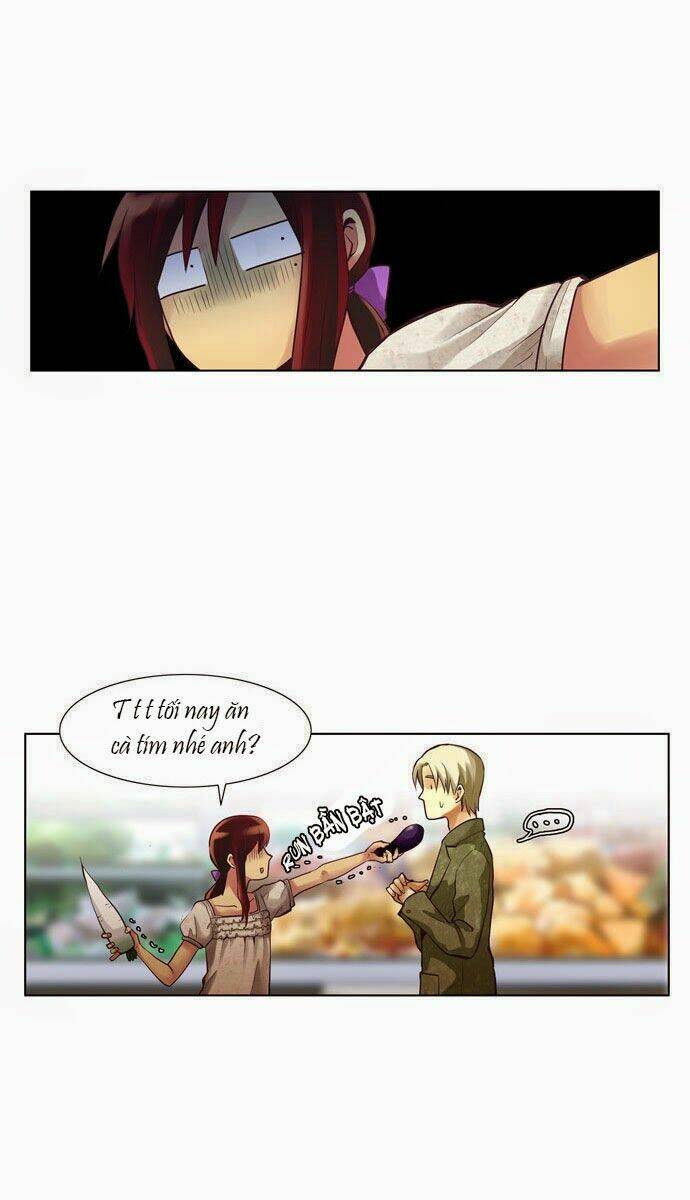 T t t tối nay ăn
cà tím nhé anh?
RUN BẦN BẬT
...